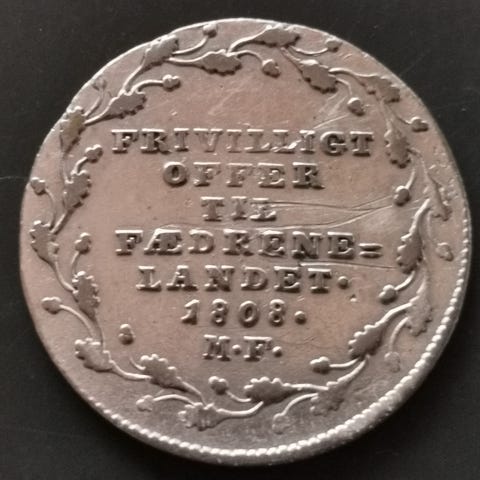 FRIVILLIGT
OFFER
TIL
FÆDRENE=
LANDET.
1808.
M.F.